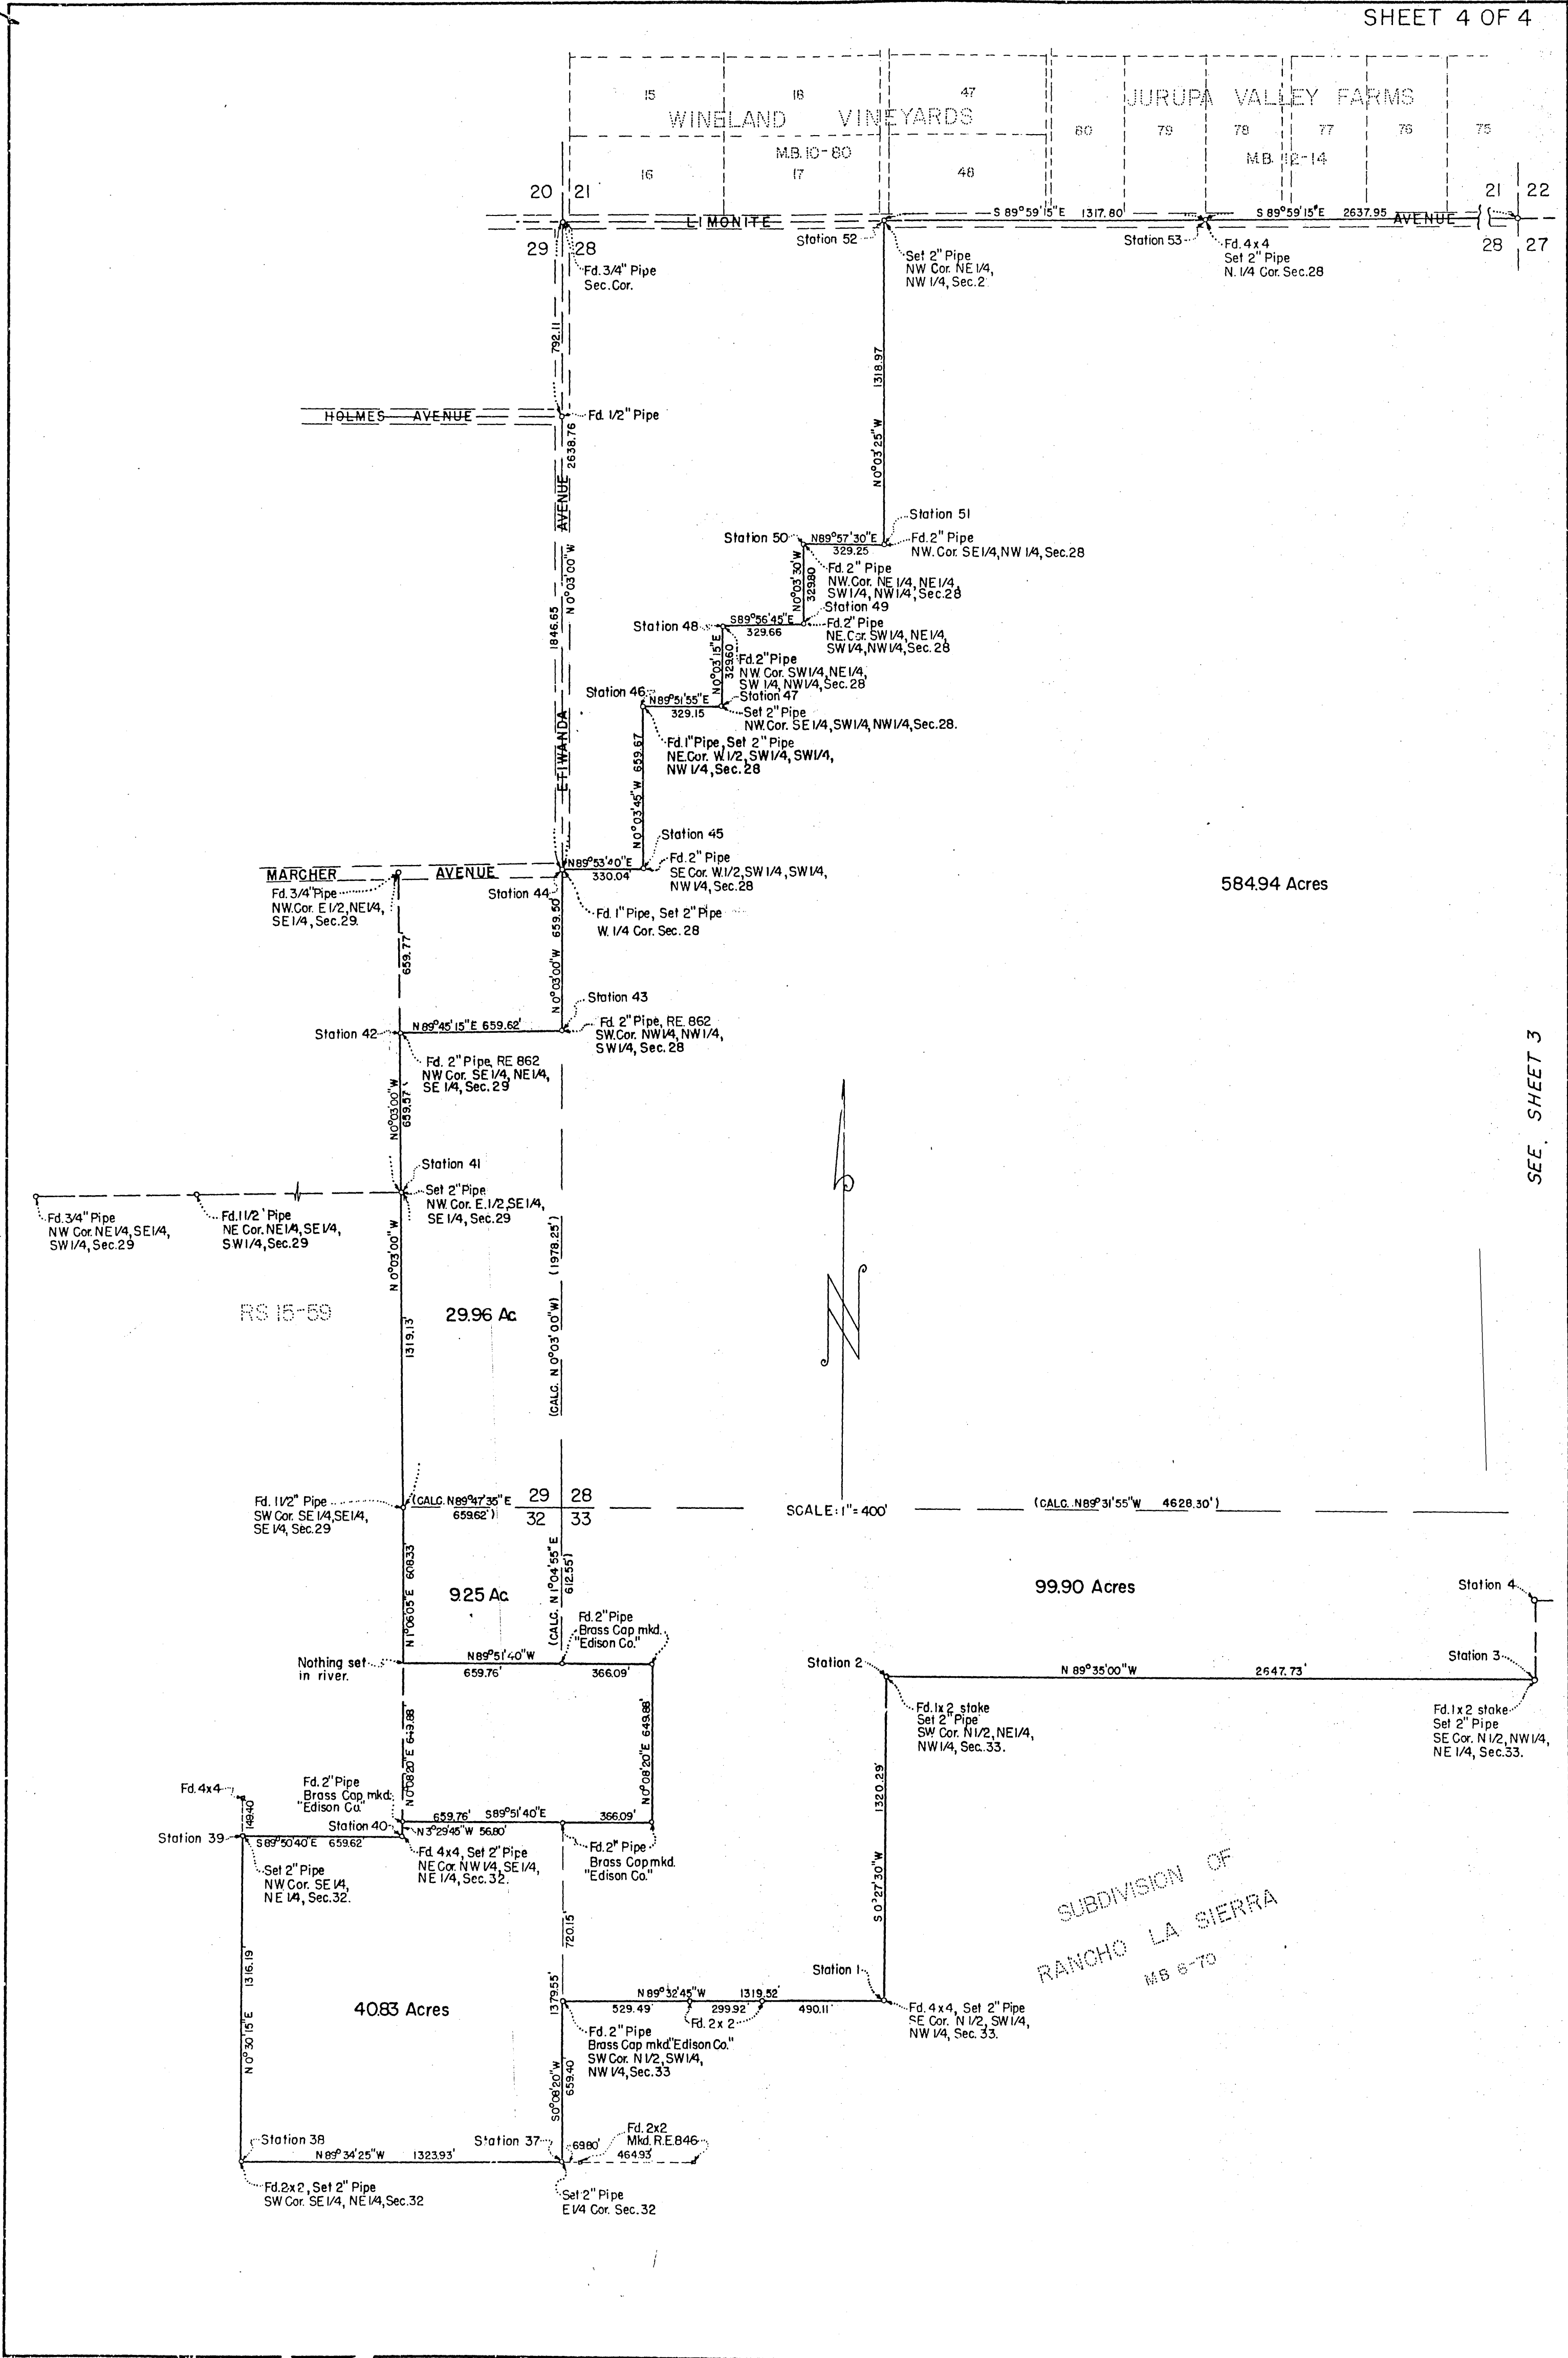 SHEET 4 OF 4
15
18
47
JURUPA VALLEY FARMS
WINELAND VINEYARDS
80
79
78
77
76
75
M.B. 10-80
M.B. 12-14
16
17
48
20
21
21
22
LIMONITE
S 89°59'15"E 1317.80'
S 89°59'15"E 2637.95
AVENUE
29
28
28
27
Station 52
Station 53
Fd. 3/4" Pipe
Sec. Cor.
Set 2" Pipe
NW Cor. NE 1/4,
NW 1/4, Sec. 2
Fd. 4x4
Set 2" Pipe
N. 1/4 Cor. Sec. 28
792.11
1318.97
N0°03'25"W
HOLMES AVENUE
Fd. 1/2" Pipe
2638.76
AVENUE
N 0°03'00"W
1846.65
ETIWANDA
Station 51
Station 50
N89°57'30"E
329.25
Fd. 2" Pipe
NW. Cor. SE 1/4, NW 1/4, Sec. 28
N0°03'30"W
329.80
Fd. 2" Pipe
NW. Cor. NE 1/4, NE 1/4,
SW 1/4, NW 1/4, Sec. 28
Station 49
Station 48
S89°56'45"E
329.66
Fd. 2" Pipe
NE. Cor. SW 1/4, NE 1/4,
SW 1/4, NW 1/4, Sec. 28
N0°03'15"E
329.60
Fd. 2" Pipe
NW Cor. SW 1/4, NE 1/4,
SW 1/4, NW 1/4, Sec. 28
Station 46
N89°51'55"E
329.15
Station 47
Set 2" Pipe
NW. Cor. SE 1/4, SW 1/4, NW 1/4, Sec. 28.
Fd. 1" Pipe, Set 2" Pipe
NE. Cor. W. 1/2, SW 1/4, SW 1/4,
NW 1/4, Sec. 28
N0°03'45"W 659.67
Station 45
MARCHER AVENUE
N89°53'40"E
330.04'
Fd. 2" Pipe
SE Cor. W. 1/2, SW 1/4, SW 1/4,
NW 1/4, Sec. 28
584.94 Acres
Fd. 3/4" Pipe
NW. Cor. E 1/2, NE 1/4,
SE 1/4, Sec. 29.
Station 44
Fd. 1" Pipe, Set 2" Pipe
W. 1/4 Cor. Sec. 28
659.77'
N0°03'00"W 659.50
Station 43
Station 42
N 89°45'15"E 659.62'
Fd. 2" Pipe, RE. 862
SW. Cor. NW 1/4, NW 1/4,
SW 1/4, Sec. 28
Fd. 2" Pipe, RE 862
NW Cor. SE 1/4, NE 1/4,
SE 1/4, Sec. 29
N0°03'00"W
659.57'
SEE SHEET 3
Station 41
Set 2" Pipe
NW. Cor. E. 1/2, SE 1/4,
SE 1/4, Sec. 29
Fd. 3/4" Pipe
NW Cor. NE 1/4, SE 1/4,
SW 1/4, Sec. 29
Fd. 1 1/2" Pipe
NE Cor. NE 1/4, SE 1/4,
SW 1/4, Sec. 29
N 0°03'00"W
1319.13'
(CALC. N 0°03'00"W) (1978.25')
RS 15-59
29.96 Ac.
N
Fd. 1 1/2" Pipe
SW Cor. SE 1/4, SE 1/4,
SE 1/4, Sec. 29
(CALC. N89°47'35"E
659.62')
29
28
32
33
SCALE: 1" = 400'
(CALC. N89°31'55"W 4628.30')
N1°06'05"E 608.33'
9.25 Ac.
(CALC. N 1°04'55"E
612.55')
99.90 Acres
Station 4
Fd. 2" Pipe
Brass Cap mkd.
"Edison Co."
Nothing set
in river.
N89°51'40"W
659.76'
366.09'
Station 2
N 89°35'00"W 2647.73'
Station 3
Fd. 1x2 stake
Set 2" Pipe
SW Cor. N 1/2, NE 1/4,
NW 1/4, Sec. 33.
Fd. 1x2 stake
Set 2" Pipe
SE Cor. N 1/2, NW 1/4,
NE 1/4, Sec. 33.
N0°08'20"E 649.88'
N0°08'20"E 649.88'
1320.29'
S 0°27'30"W
Fd. 4x4
149.40
Fd. 2" Pipe
Brass Cap mkd.
"Edison Co."
659.76' S89°51'40"E 366.09'
Station 40
N3°29'45"W 56.80'
Station 39
S 89°50'40"E 659.62'
Fd. 4x4, Set 2" Pipe
NE Cor. NW 1/4, SE 1/4,
NE 1/4, Sec. 32.
Fd. 2" Pipe
Brass Cap mkd.
"Edison Co."
Set 2" Pipe
NW Cor. SE 1/4,
NE 1/4, Sec. 32.
SUBDIVISION OF
RANCHO LA SIERRA
MB 6-70
720.15'
1379.55'
N 0°30'15"E 1316.19'
40.83 Acres
Station 1
N 89°32'45"W 1319.52'
529.49'
299.92'
490.11'
Fd. 2x2
Fd. 4x4, Set 2" Pipe
SE Cor. N 1/2, SW 1/4,
NW 1/4, Sec. 33.
Fd. 2" Pipe
Brass Cap mkd "Edison Co."
SW Cor. N 1/2, SW 1/4,
NW 1/4, Sec. 33
S0°08'20"W
659.40'
Station 38
N 89°34'25"W 1323.93'
Station 37
69.80'
Fd. 2x2
Mkd. R.E. 846
464.93'
Fd. 2x2, Set 2" Pipe
SW Cor. SE 1/4, NE 1/4, Sec. 32
Set 2" Pipe
E 1/4 Cor. Sec. 32